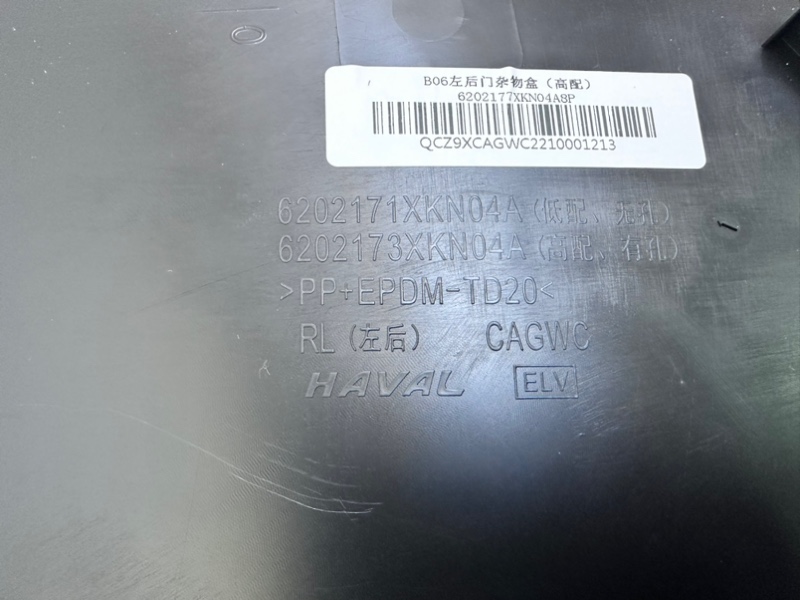 B06左后门杂物盒（高配）
6202177XKN04A8P
QCZ9XCAGWC2210001213
6202171XKN04A（低配、无孔）
6202173XKN04A（高配、有孔）
>PP+EPDM-TD20<
RL（左后） CAGWC
HAVAL ELV